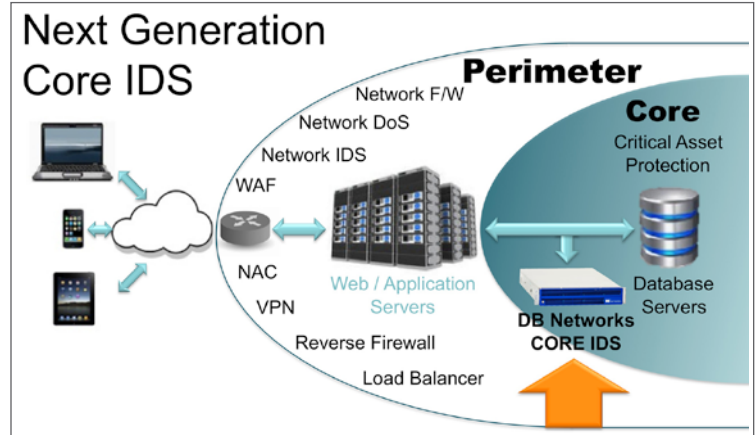 Next Generation
Core IDS
Perimeter
Network F/W
Network DoS
Network IDS
WAF
NAC
VPN
Reverse Firewall
Load Balancer
Web / Application
Servers
Core
Critical Asset
Protection
Database
Servers
DB Networks
CORE IDS